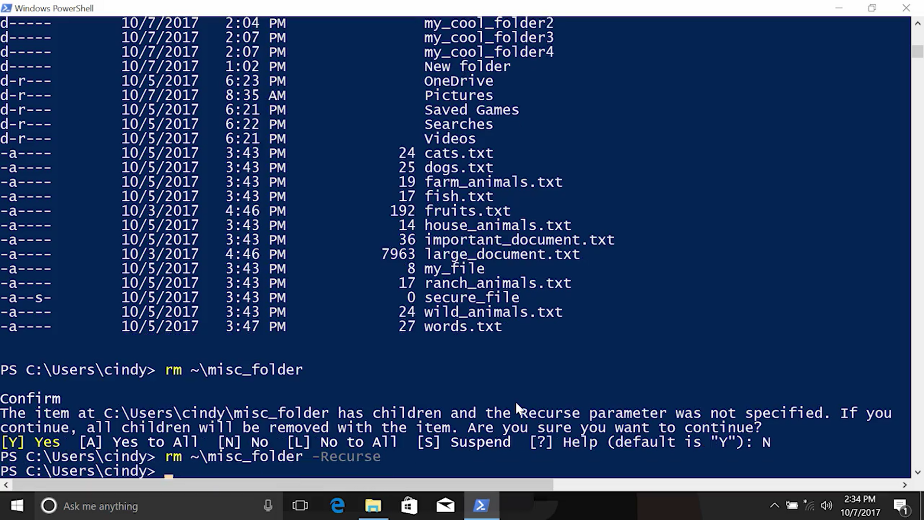 Windows PowerShell
d----- 10/7/2017 2:04 PM my_cool_folder2
d----- 10/7/2017 2:07 PM my_cool_folder3
d----- 10/7/2017 2:07 PM my_cool_folder4
d----- 10/7/2017 1:02 PM New folder
d-r--- 10/5/2017 6:23 PM OneDrive
d-r--- 10/7/2017 8:35 AM Pictures
d-r--- 10/5/2017 6:21 PM Saved Games
d-r--- 10/5/2017 6:22 PM Searches
d-r--- 10/5/2017 6:21 PM Videos
-a---- 10/5/2017 3:43 PM 24 cats.txt
-a---- 10/5/2017 3:43 PM 25 dogs.txt
-a---- 10/5/2017 3:43 PM 19 farm_animals.txt
-a---- 10/5/2017 3:43 PM 17 fish.txt
-a---- 10/3/2017 4:46 PM 192 fruits.txt
-a---- 10/5/2017 3:43 PM 14 house_animals.txt
-a---- 10/5/2017 3:43 PM 36 important_document.txt
-a---- 10/3/2017 4:46 PM 7963 large_document.txt
-a---- 10/5/2017 3:43 PM 8 my_file
-a---- 10/5/2017 3:43 PM 17 ranch_animals.txt
-a--s- 10/5/2017 3:43 PM 0 secure_file
-a---- 10/5/2017 3:43 PM 24 wild_animals.txt
-a---- 10/5/2017 3:47 PM 27 words.txt
PS C:\Users\cindy> rm ~\misc_folder
Confirm
The item at C:\Users\cindy\misc_folder has children and the Recurse parameter was not specified. If you
continue, all children will be removed with the item. Are you sure you want to continue?
[Y] Yes [A] Yes to All [N] No [L] No to All [S] Suspend [?] Help (default is "Y"): N
PS C:\Users\cindy> rm ~\misc_folder -Recurse
PS C:\Users\cindy>
Ask me anything
2:34 PM
10/7/2017
1